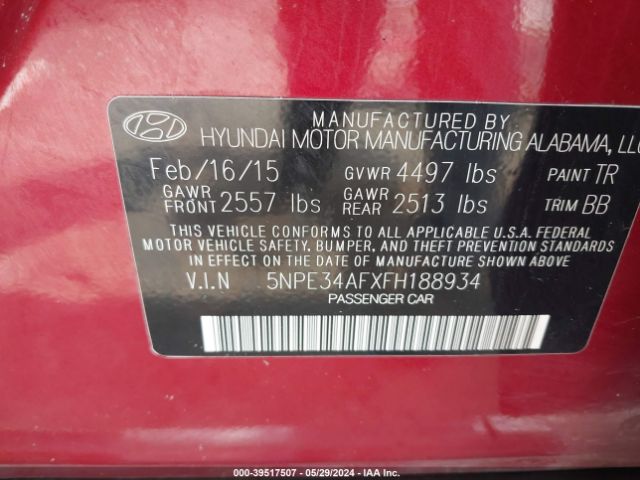 MANUFACTURED BY
HYUNDAI MOTOR MANUFACTURING ALABAMA, LLC
Feb/16/15 GVWR 4497 lbs PAINT TR
GAWR FRONT 2557 lbs GAWR REAR 2513 lbs TRIM BB
THIS VEHICLE CONFORMS TO ALL APPLICABLE U.S.A. FEDERAL
MOTOR VEHICLE SAFETY, BUMPER, AND THEFT PREVENTION STANDARDS
IN EFFECT ON THE DATE OF MANUFACTURE SHOWN ABOVE.
V.I.N 5NPE34AFXFH188934
PASSENGER CAR
000-39517507 - 05/29/2024 - IAA Inc.